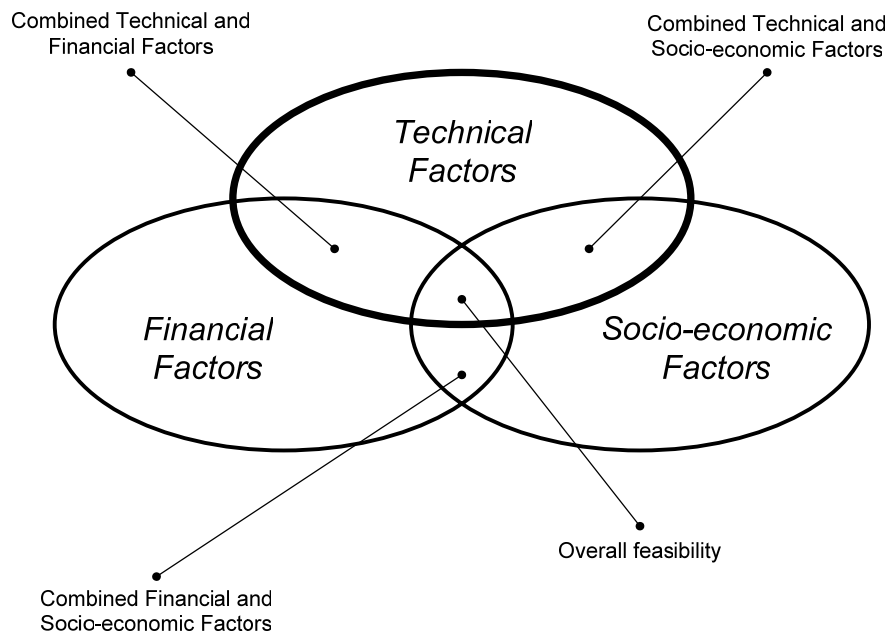 Combined Technical and
Financial Factors
Combined Technical and
Socio-economic Factors
Technical
Factors
Financial
Factors
Socio-economic
Factors
Overall feasibility
Combined Financial and
Socio-economic Factors